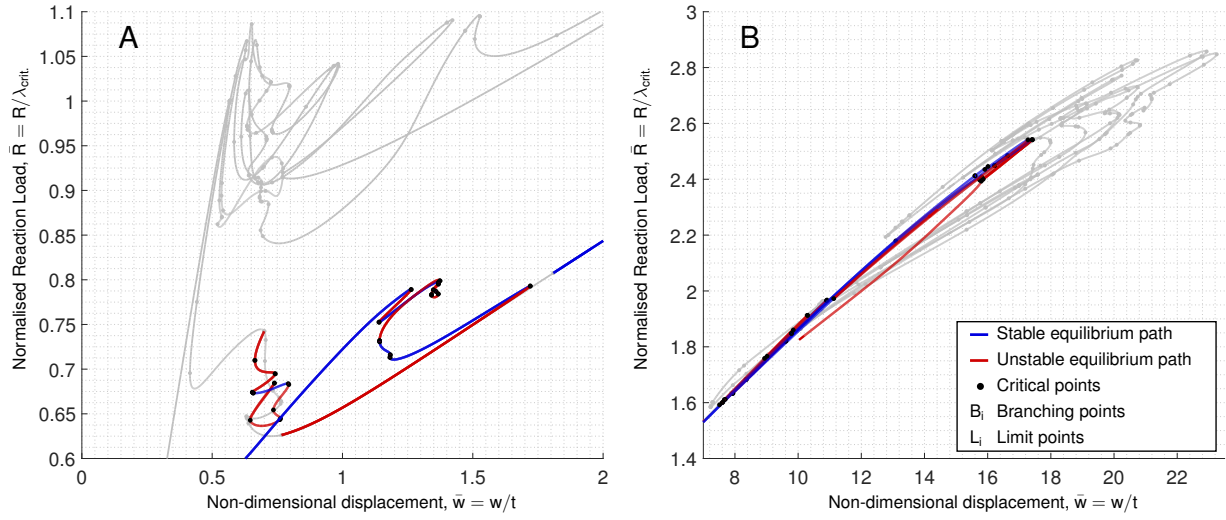 A
Normalised Reaction Load, R̄ = R/λcrit.
1.1
1.05
1
0.95
0.9
0.85
0.8
0.75
0.7
0.65
0.6
0 0.5 1 1.5 2
Non-dimensional displacement, w̄ = w/t
B
Normalised Reaction Load, R̄ = R/λcrit.
3
2.8
2.6
2.4
2.2
2
1.8
1.6
1.4
8 10 12 14 16 18 20 22
Non-dimensional displacement, w̄ = w/t
Stable equilibrium path
Unstable equilibrium path
Critical points
Bi Branching points
Li Limit points